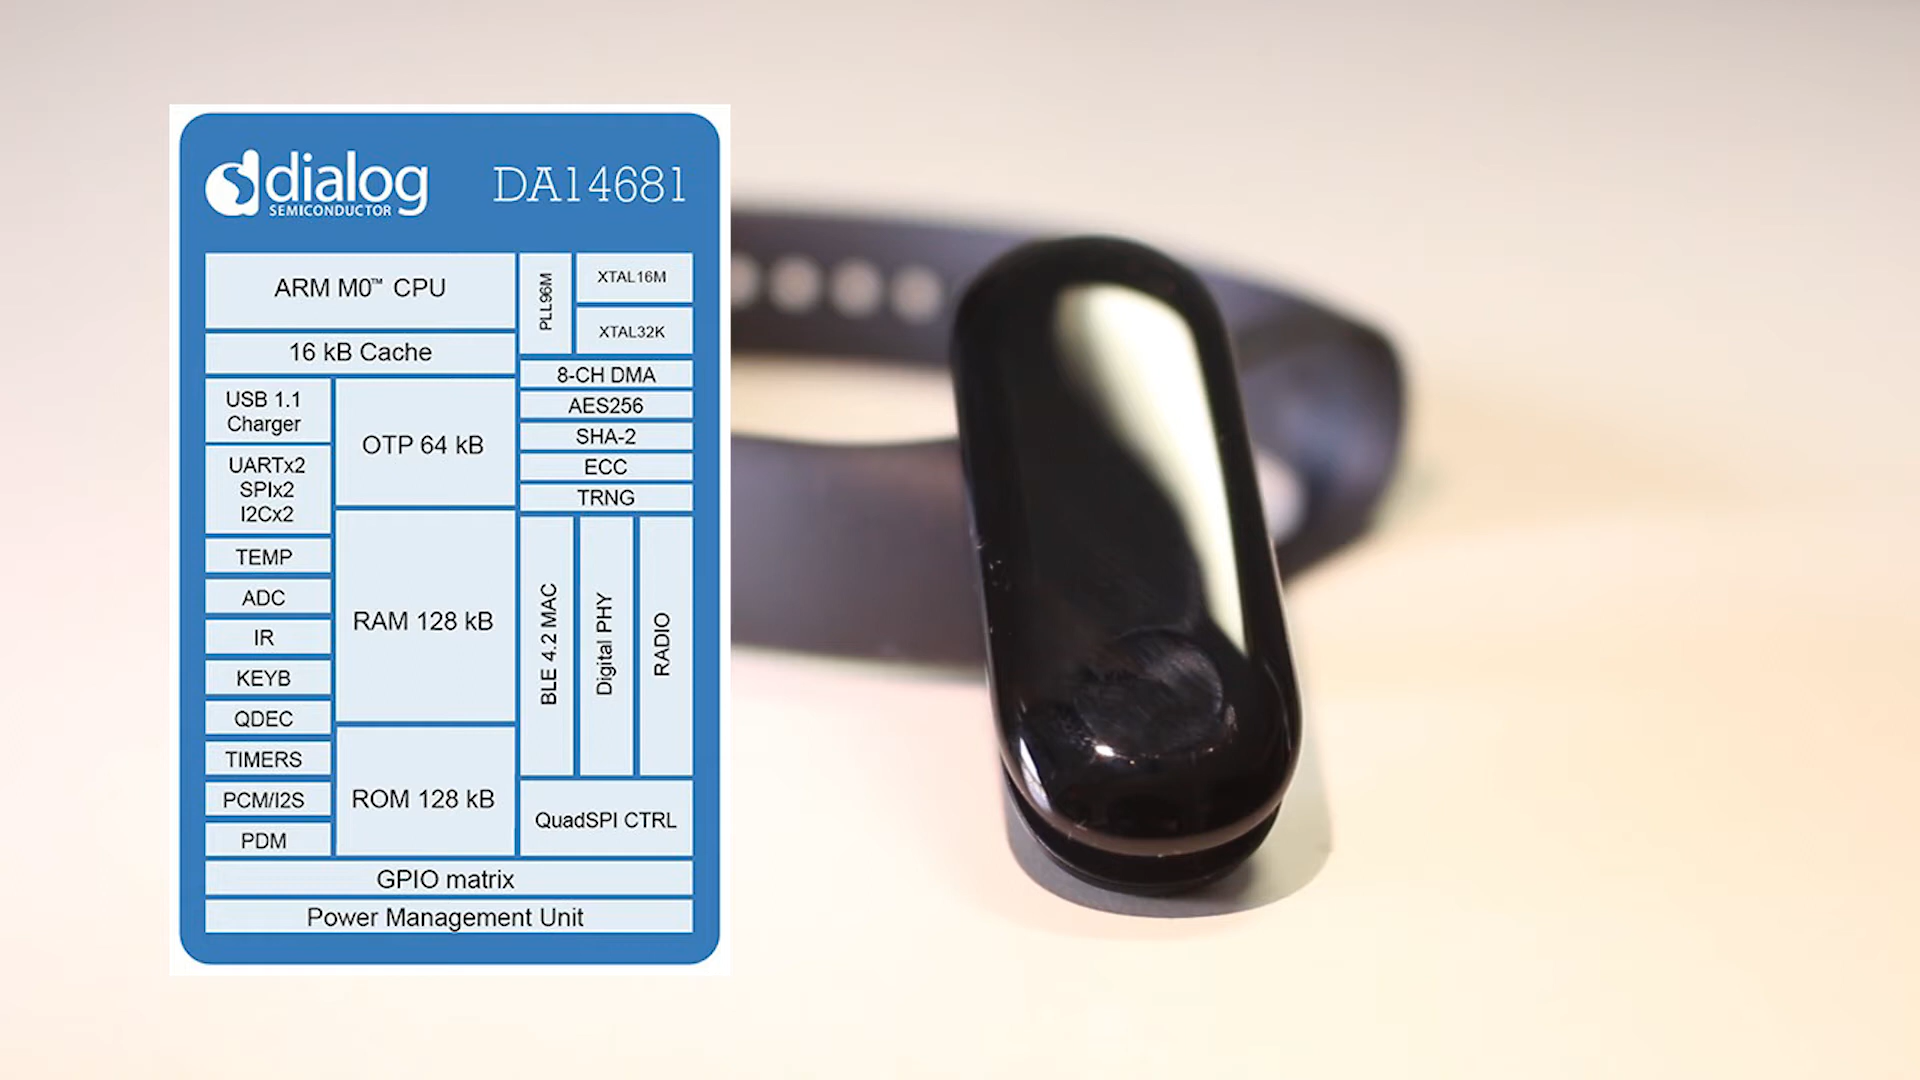 dialog
SEMICONDUCTOR
DA14681
ARM M0™ CPU
PLL96M
XTAL16M
XTAL32K
16 kB Cache
8-CH DMA
USB 1.1
Charger
OTP 64 kB
AES256
SHA-2
ECC
TRNG
UARTx2
SPIx2
I2Cx2
TEMP
ADC
IR
KEYB
QDEC
TIMERS
PCM/I2S
PDM
RAM 128 kB
ROM 128 kB
BLE 4.2 MAC
Digital PHY
RADIO
QuadSPI CTRL
GPIO matrix
Power Management Unit